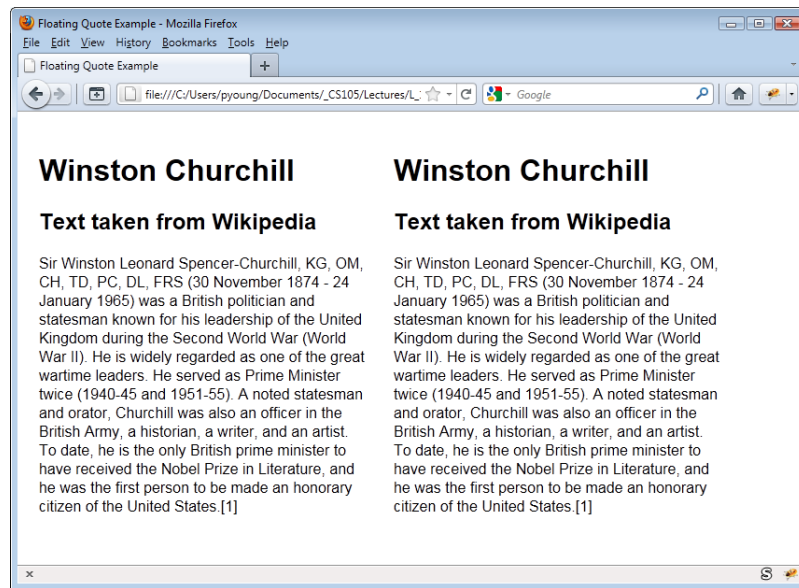 Floating Quote Example - Mozilla Firefox
File Edit View History Bookmarks Tools Help
Floating Quote Example
file:///C:/Users/pyoung/Documents/_CS105/Lectures/L_
Google
Winston Churchill
Text taken from Wikipedia
Sir Winston Leonard Spencer-Churchill, KG, OM,
CH, TD, PC, DL, FRS (30 November 1874 - 24
January 1965) was a British politician and
statesman known for his leadership of the United
Kingdom during the Second World War (World
War II). He is widely regarded as one of the great
wartime leaders. He served as Prime Minister
twice (1940-45 and 1951-55). A noted statesman
and orator, Churchill was also an officer in the
British Army, a historian, a writer, and an artist.
To date, he is the only British prime minister to
have received the Nobel Prize in Literature, and
he was the first person to be made an honorary
citizen of the United States.[1]
Winston Churchill
Text taken from Wikipedia
Sir Winston Leonard Spencer-Churchill, KG, OM,
CH, TD, PC, DL, FRS (30 November 1874 - 24
January 1965) was a British politician and
statesman known for his leadership of the United
Kingdom during the Second World War (World
War II). He is widely regarded as one of the great
wartime leaders. He served as Prime Minister
twice (1940-45 and 1951-55). A noted statesman
and orator, Churchill was also an officer in the
British Army, a historian, a writer, and an artist.
To date, he is the only British prime minister to
have received the Nobel Prize in Literature, and
he was the first person to be made an honorary
citizen of the United States.[1]